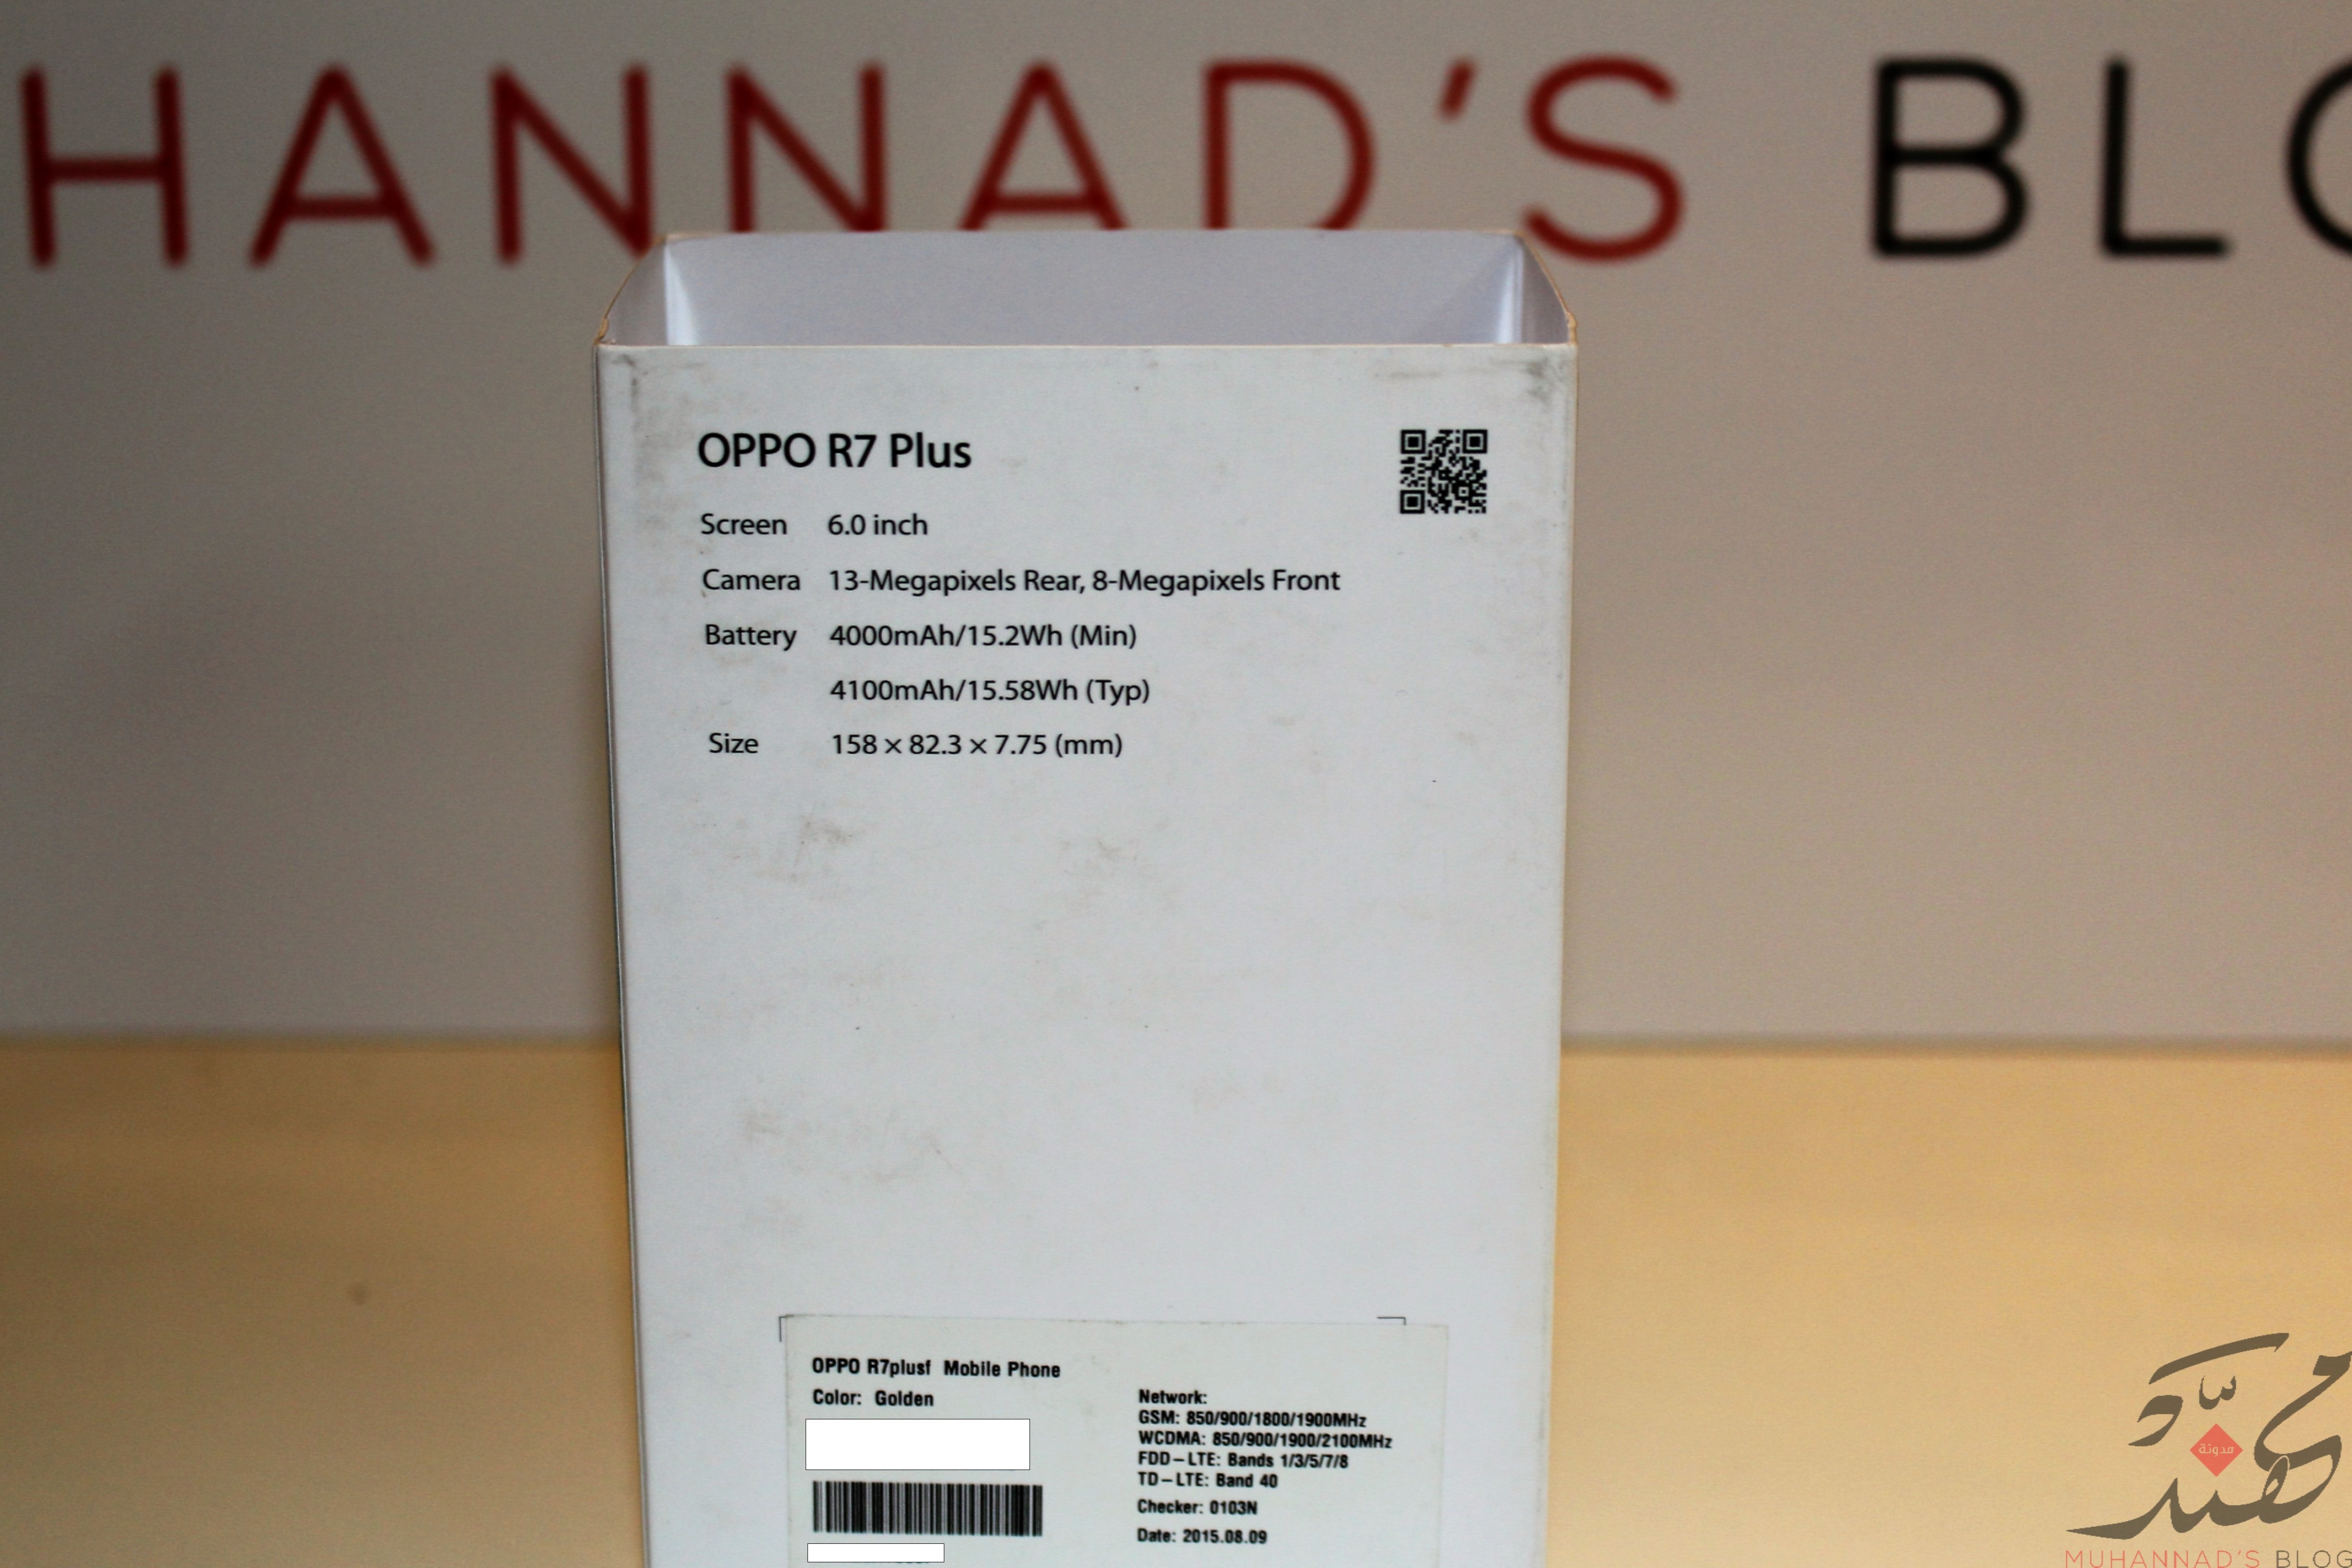 HANNAD'S BLO
OPPO R7 Plus
Screen 6.0 inch
Camera 13-Megapixels Rear, 8-Megapixels Front
Battery 4000mAh/15.2Wh (Min)
4100mAh/15.58Wh (Typ)
Size 158 × 82.3 × 7.75 (mm)
OPPO R7plusf Mobile Phone
Color: Golden
Network:
GSM: 850/900/1800/1900MHz
WCDMA: 850/900/1900/2100MHz
FDD-LTE: Bands 1/3/5/7/8
TD-LTE: Band 40
Checker: 0103N
Date: 2015.08.09
مهند
مدونة
MUHANNAD'S BLOG